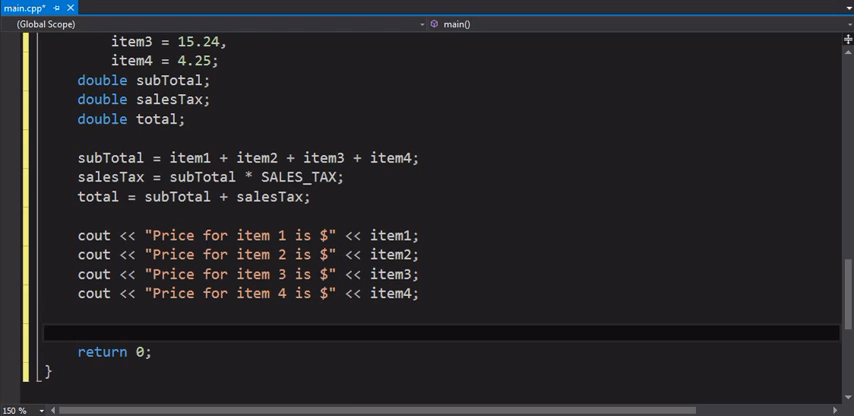 main.cpp*
(Global Scope)
main()
item3 = 15.24,
item4 = 4.25;
double subTotal;
double salesTax;
double total;
subTotal = item1 + item2 + item3 + item4;
salesTax = subTotal * SALES_TAX;
total = subTotal + salesTax;
cout << "Price for item 1 is $" << item1;
cout << "Price for item 2 is $" << item2;
cout << "Price for item 3 is $" << item3;
cout << "Price for item 4 is $" << item4;
return 0;
}
150 %